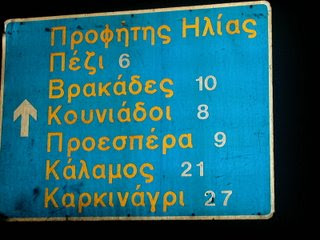 Προφήτης Ηλίας
Πέζι 6
Βρακάδες 10
Κουνιάδοι 8
Προεσπέρα 9
Κάλαμος 21
Καρκινάγρι 27